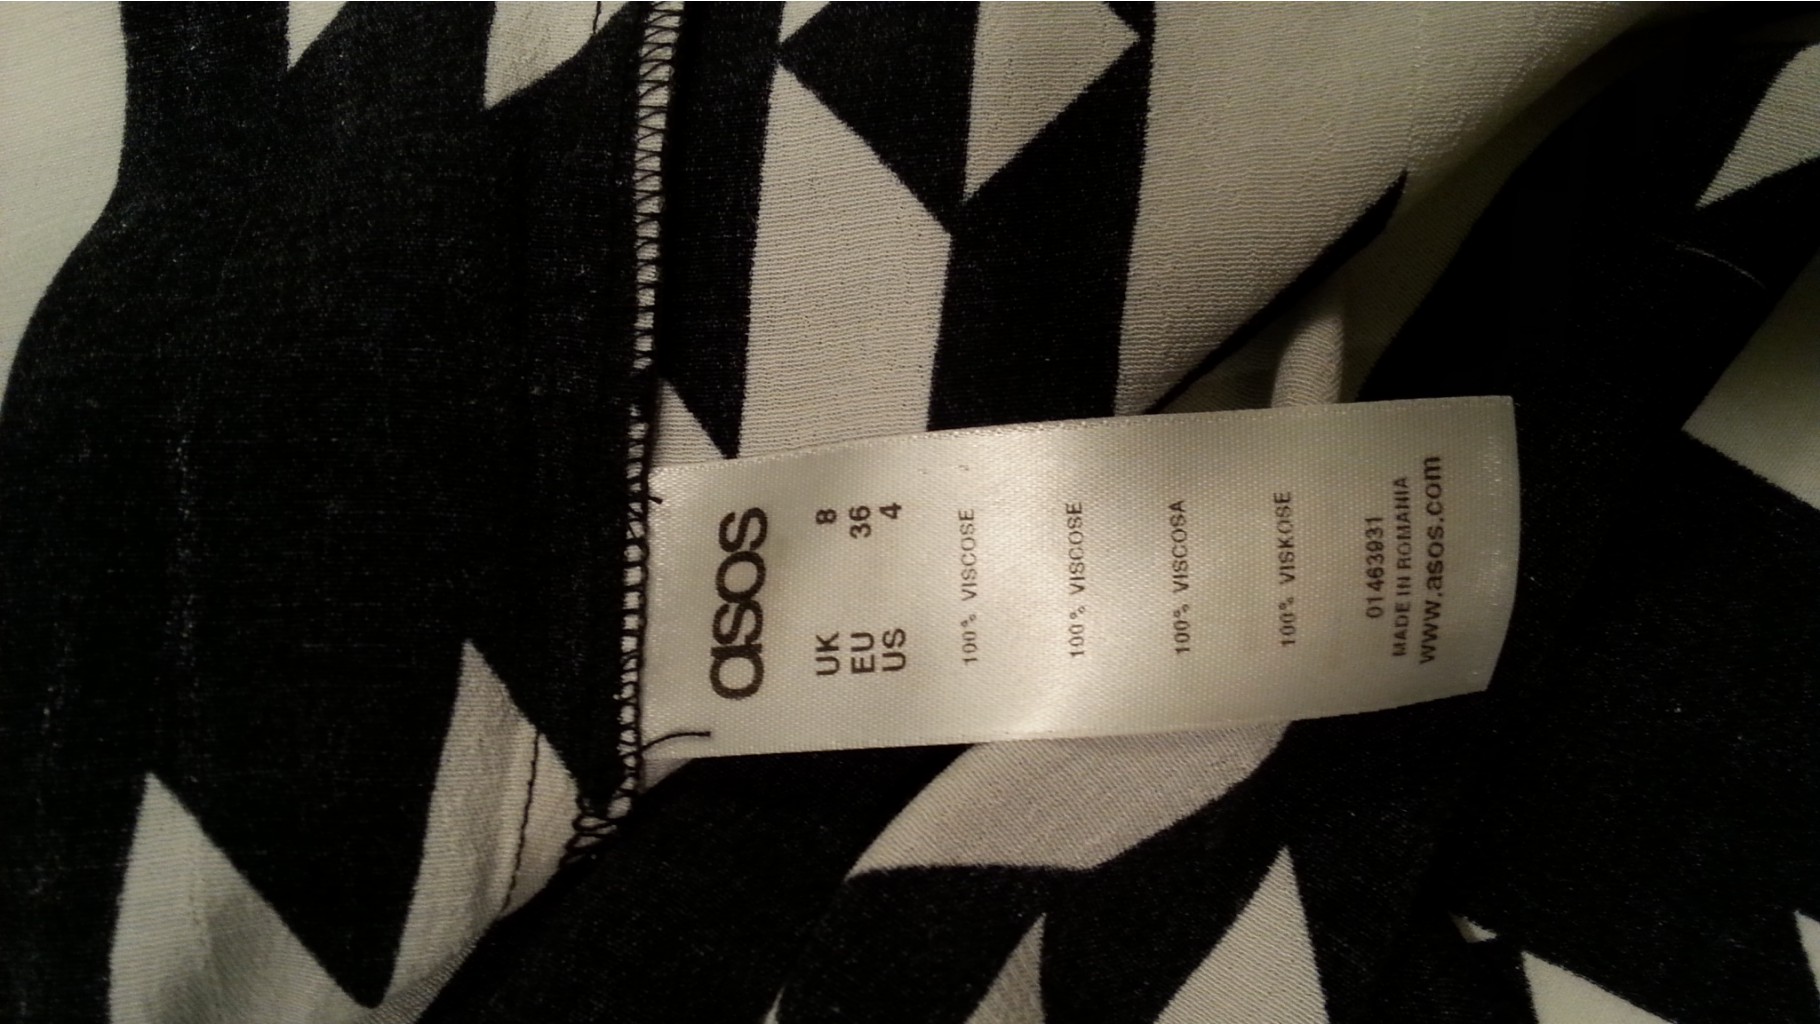 asos
UK 8
EU 36
US 4
100% VISCOSE
100% VISCOSE
100% VISCOSA
100% VISKOSE
01463931
MADE IN ROMANIA
www.asos.com